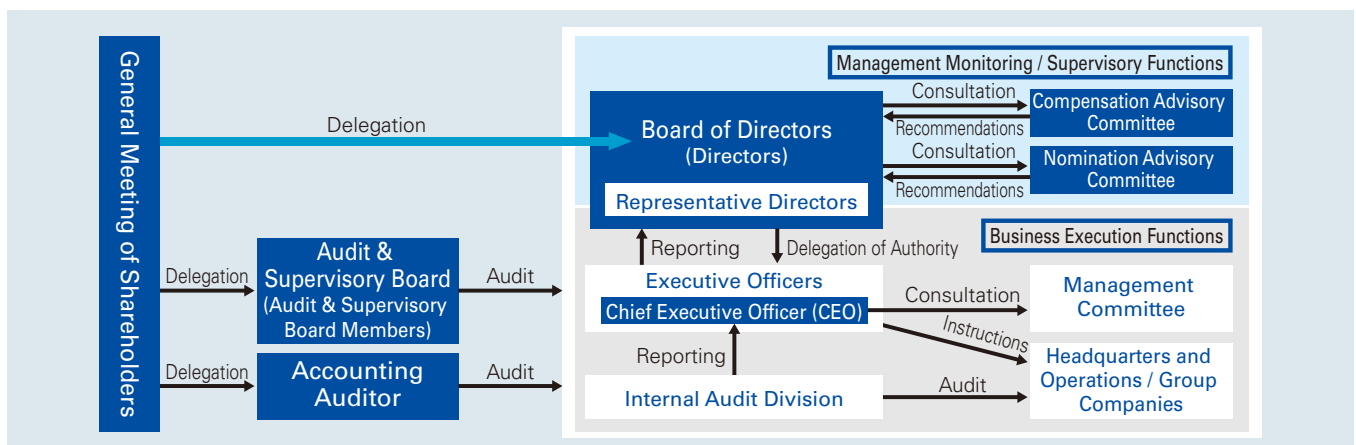 General Meeting of Shareholders
Management Monitoring / Supervisory Functions
Delegation
Board of Directors
(Directors)
Representative Directors
Consultation
Recommendations
Compensation Advisory
Committee
Consultation
Recommendations
Nomination Advisory
Committee
Business Execution Functions
Reporting
Delegation of Authority
Delegation
Audit &
Supervisory Board
(Audit & Supervisory
Board Members)
Audit
Executive Officers
Chief Executive Officer (CEO)
Consultation
Management
Committee
Instructions
Delegation
Accounting
Auditor
Audit
Reporting
Internal Audit Division
Audit
Headquarters and
Operations / Group
Companies